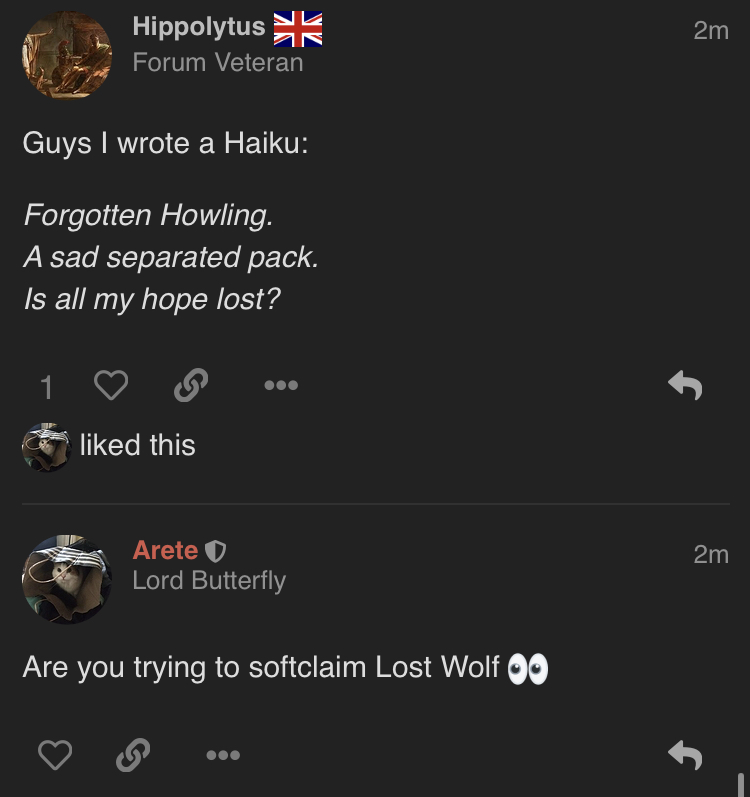 Hippolytus 🇬🇧
2m
Forum Veteran
Guys I wrote a Haiku:
Forgotten Howling.
A sad separated pack.
Is all my hope lost?
1
liked this
Arete
2m
Lord Butterfly
Are you trying to softclaim Lost Wolf 👀